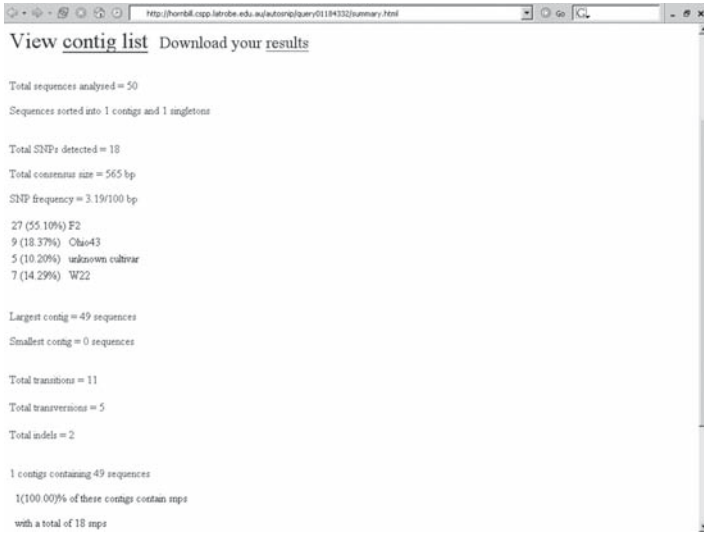 http://hornbill.cspp.latrobe.edu.au/autosnip/query01184332/summary.html
Go
G
View contig list Download your results
Total sequences analysed = 50
Sequences sorted into 1 contigs and 1 singletons
Total SNPs detected = 18
Total consensus size = 565 bp
SNP frequency = 3.19/100 bp
27 (55.10%) F2
9 (18.37%) Ohio43
5 (10.20%) unknown cultivar
7 (14.29%) W22
Largest contig = 49 sequences
Smallest contig = 0 sequences
Total transitions = 11
Total transversions = 5
Total indels = 2
1 contigs containing 49 sequences
1(100.00)% of these contigs contain snps
with a total of 18 snps